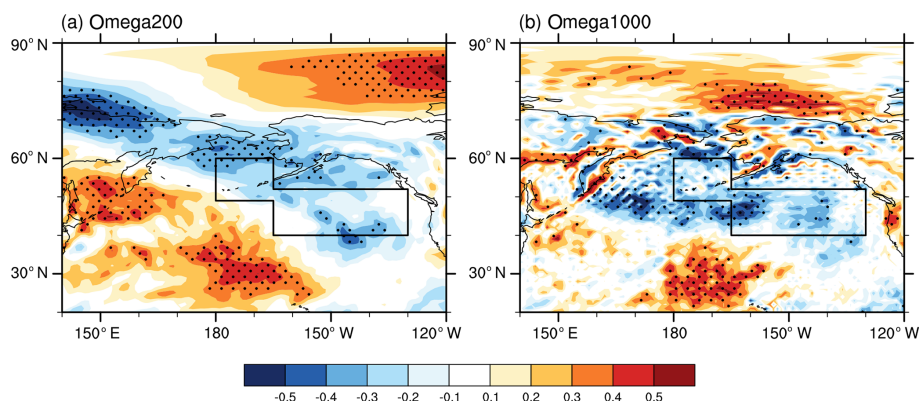 (a) Omega200
(b) Omega1000
90° N
60° N
30° N
150° E
180
150° W
120° W
90° N
60° N
30° N
150° E
180
150° W
120° W
-0.5 -0.4 -0.3 -0.2 -0.1 0.1 0.2 0.3 0.4 0.5